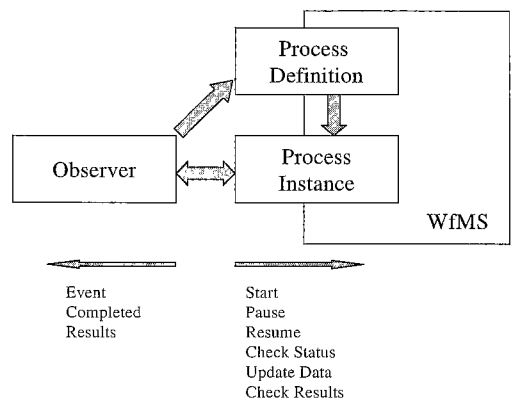 Process
Definition
Observer
Process
Instance
WfMS
Event
Completed
Results
Start
Pause
Resume
Check Status
Update Data
Check Results